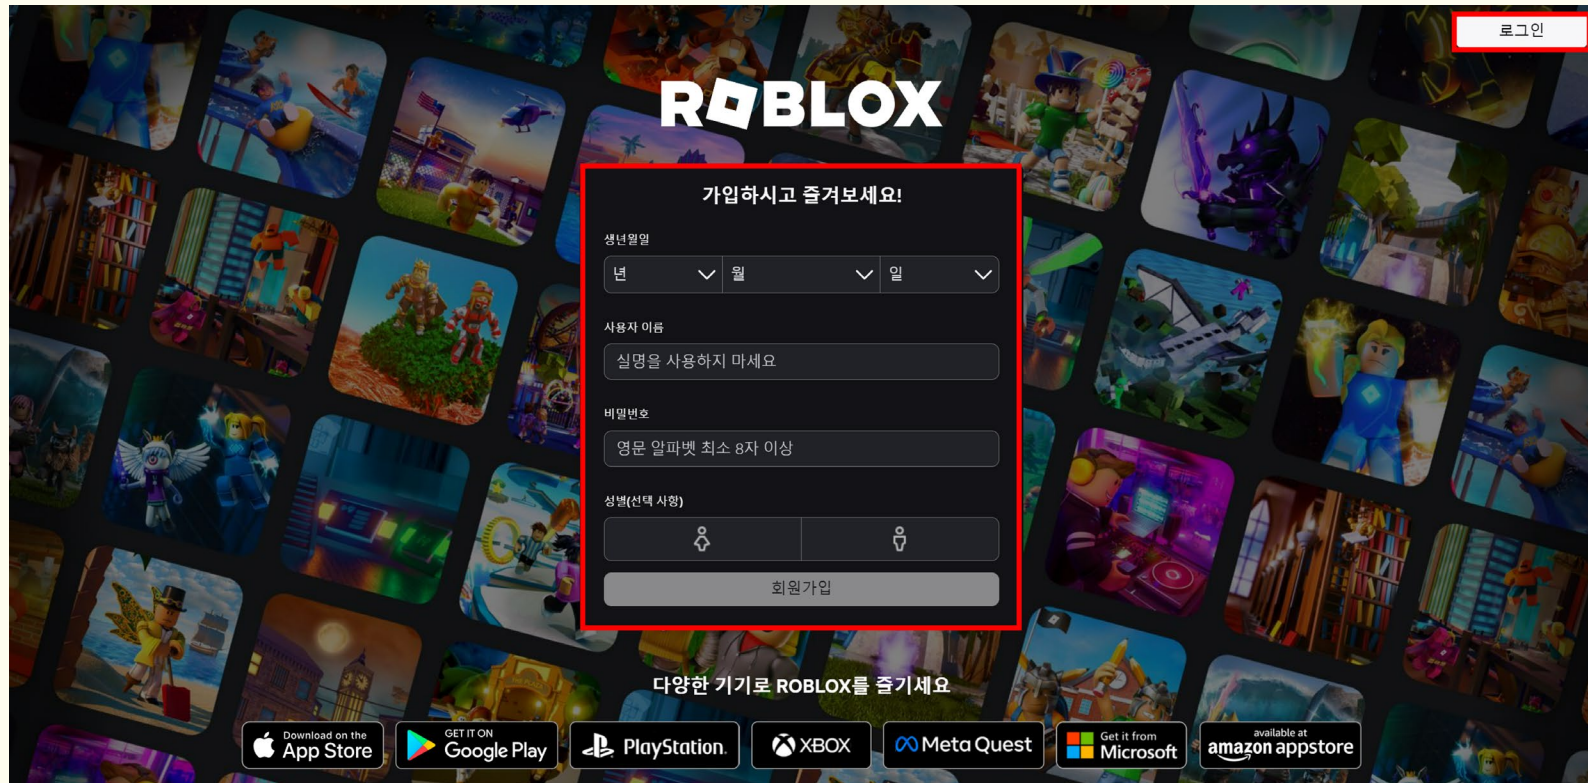 로그인
ROBLOX
가입하시고 즐겨보세요!
생년월일
년 월 일
사용자 이름
실명을 사용하지 마세요
비밀번호
영문 알파벳 최소 8자 이상
성별(선택 사항)
회원가입
다양한 기기로 ROBLOX를 즐기세요
Download on the
App Store
GET IT ON
Google Play
PlayStation.
XBOX
Meta Quest
Get it from
Microsoft
available at
amazon appstore